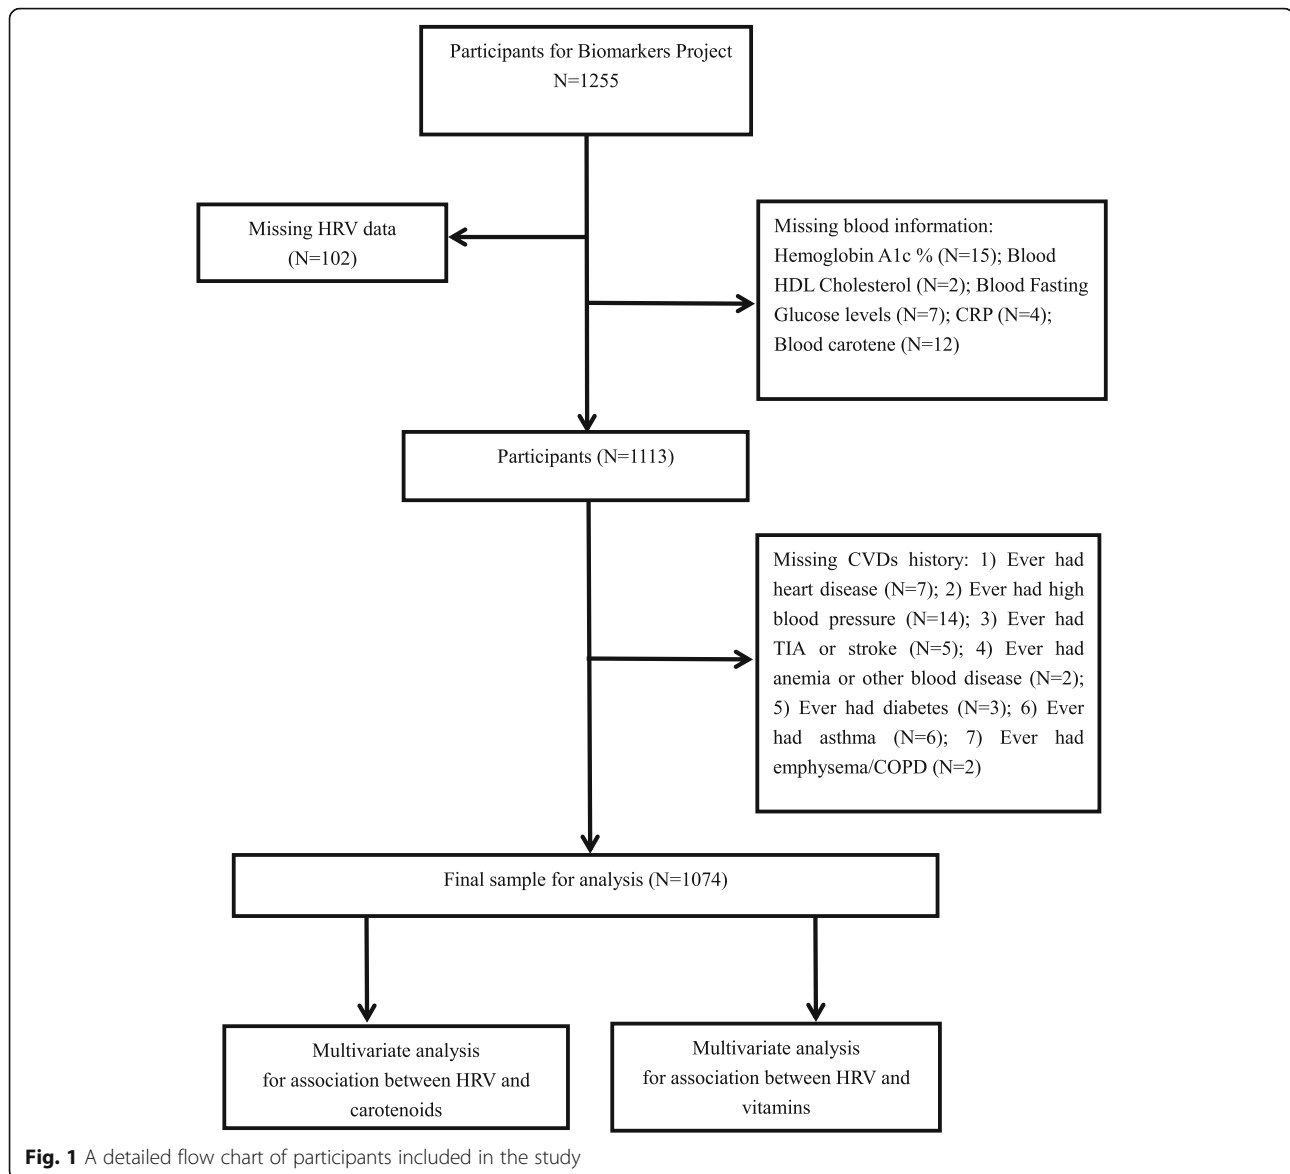 Participants for Biomarkers Project
N=1255
Missing HRV data
(N=102)
Missing blood information:
Hemoglobin A1c % (N=15); Blood
HDL Cholesterol (N=2); Blood Fasting
Glucose levels (N=7); CRP (N=4);
Blood carotene (N=12)
Participants (N=1113)
Missing CVDs history: 1) Ever had
heart disease (N=7); 2) Ever had high
blood pressure (N=14); 3) Ever had
TIA or stroke (N=5); 4) Ever had
anemia or other blood disease (N=2);
5) Ever had diabetes (N=3); 6) Ever
had asthma (N=6); 7) Ever had
emphysema/COPD (N=2)
Final sample for analysis (N=1074)
Multivariate analysis
for association between HRV and
carotenoids
Multivariate analysis
for association between HRV and
vitamins
Fig. 1 A detailed flow chart of participants included in the study